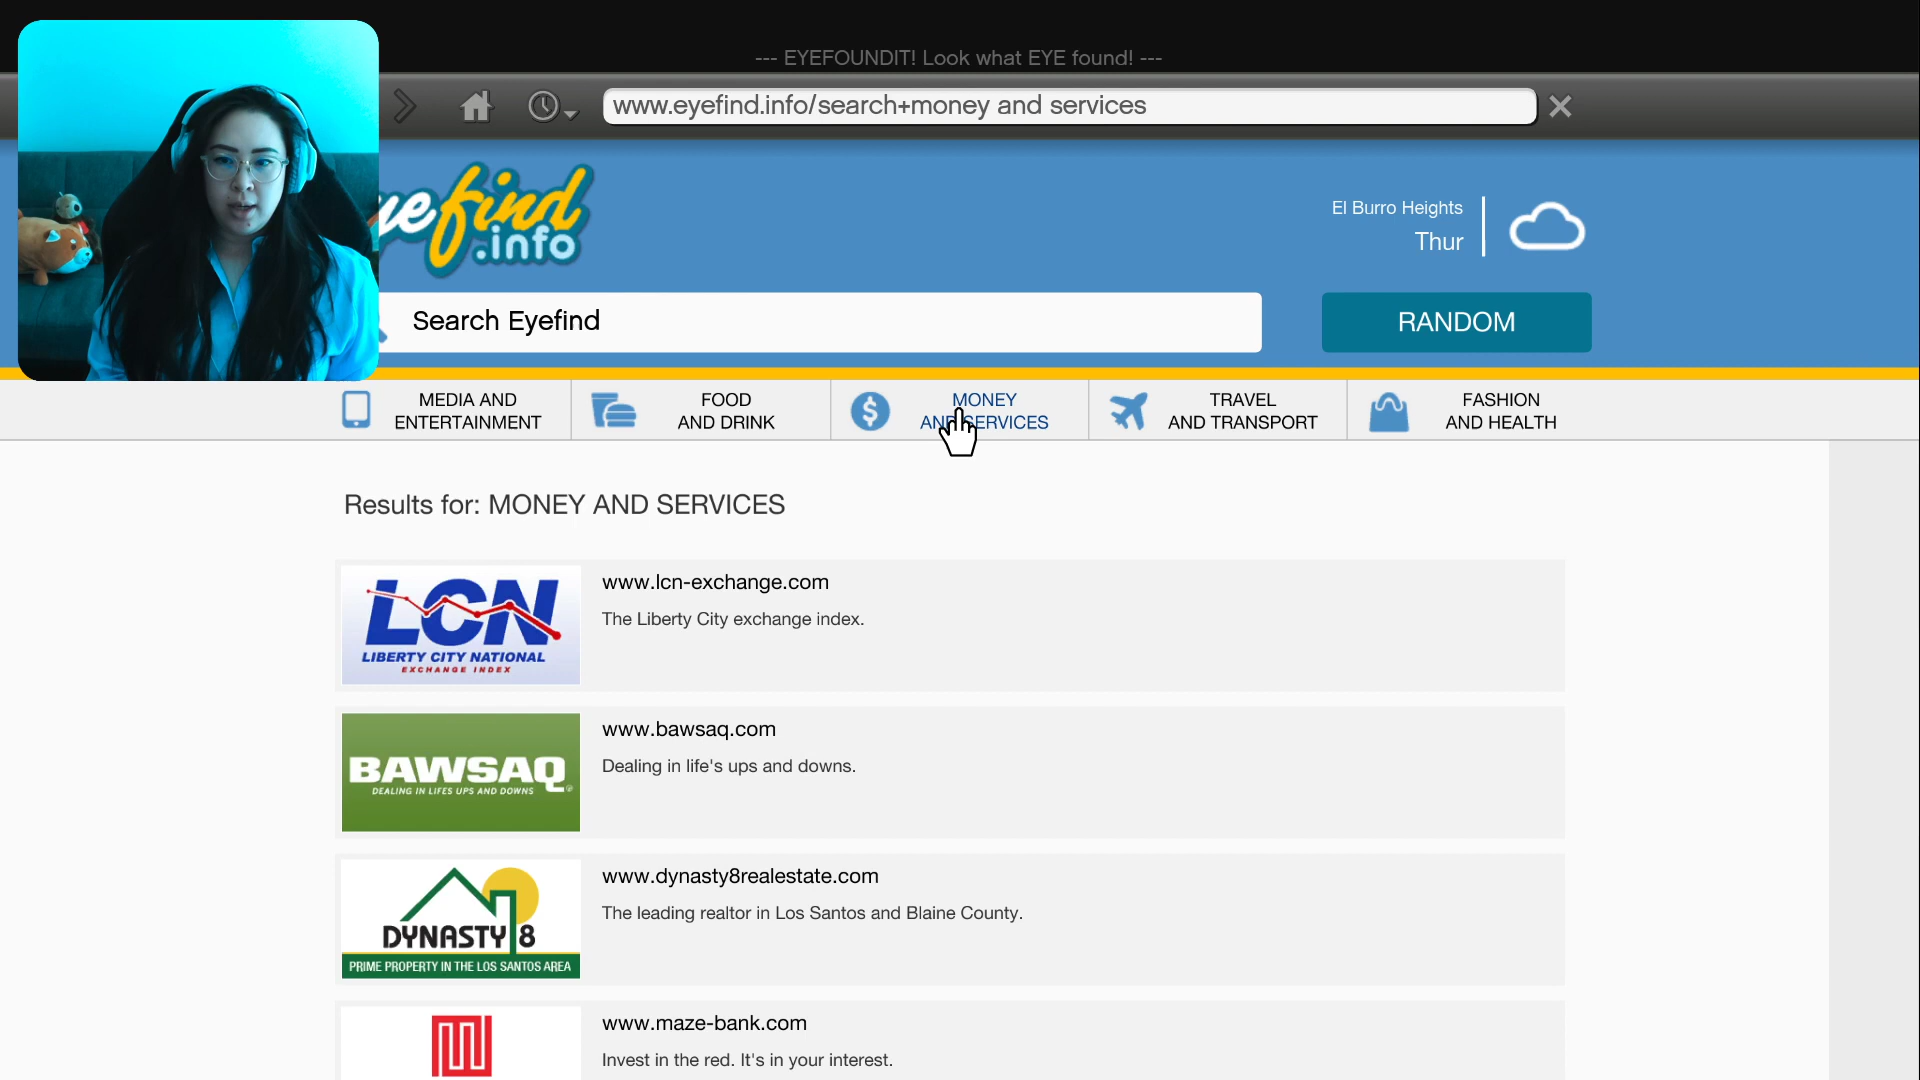 --- EYEFOUNDIT! Look what EYE found! ---
www.eyefind.info/search+money and services
yefind
.info
El Burro Heights
Thur
Search Eyefind
RANDOM
MEDIA AND
ENTERTAINMENT
FOOD
AND DRINK
MONEY
AND SERVICES
TRAVEL
AND TRANSPORT
FASHION
AND HEALTH
Results for: MONEY AND SERVICES
LCN
LIBERTY CITY NATIONAL
EXCHANGE INDEX
www.lcn-exchange.com
The Liberty City exchange index.
BAWSAQ
DEALING IN LIFES UPS AND DOWNS
www.bawsaq.com
Dealing in life's ups and downs.
DYNASTY 8
PRIME PROPERTY IN THE LOS SANTOS AREA
www.dynasty8realestate.com
The leading realtor in Los Santos and Blaine County.
www.maze-bank.com
Invest in the red. It's in your interest.